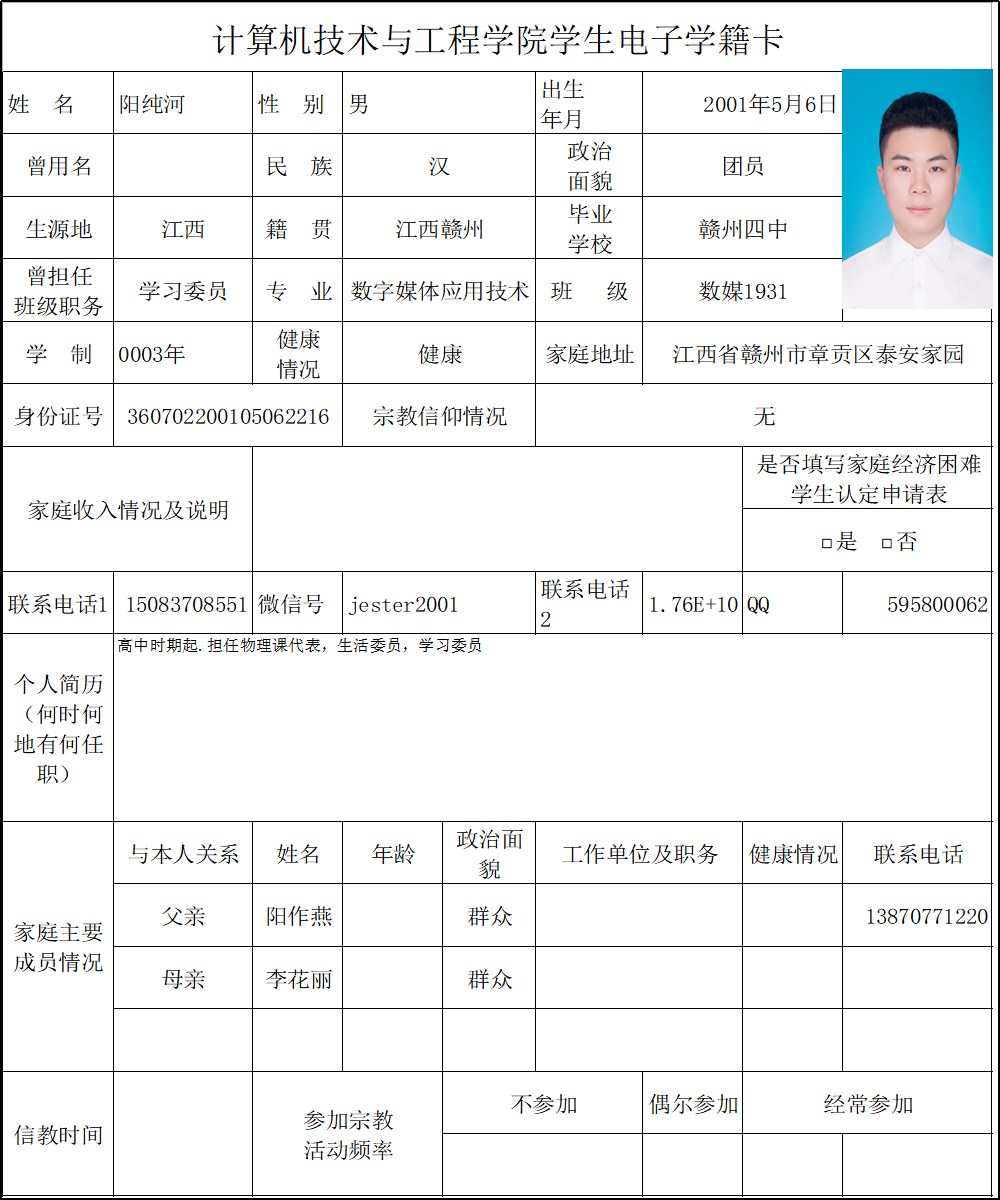 计算机技术与工程学院学生电子学籍卡
姓 名 阳纯河 性 别 男 出生年月 2001年5月6日
曾用名 民 族 汉 政治面貌 团员
生源地 江西 籍 贯 江西赣州 毕业学校 赣州四中
曾担任班级职务 学习委员 专 业 数字媒体应用技术 班 级 数媒1931
学 制 0003年 健康情况 健康 家庭地址 江西省赣州市章贡区泰安家园
身份证号 360702200105062216 宗教信仰情况 无
家庭收入情况及说明 是否填写家庭经济困难学生认定申请表
□是 □否
联系电话1 15083708551 微信号 jester2001 联系电话2 1.76E+10 QQ 595800062
个人简历（何时何地有何任职） 高中时期起.担任物理课代表，生活委员，学习委员
家庭主要成员情况
与本人关系 姓名 年龄 政治面貌 工作单位及职务 健康情况 联系电话
父亲 阳作燕 群众 13870771220
母亲 李花丽 群众
信教时间 参加宗教活动频率 不参加 偶尔参加 经常参加